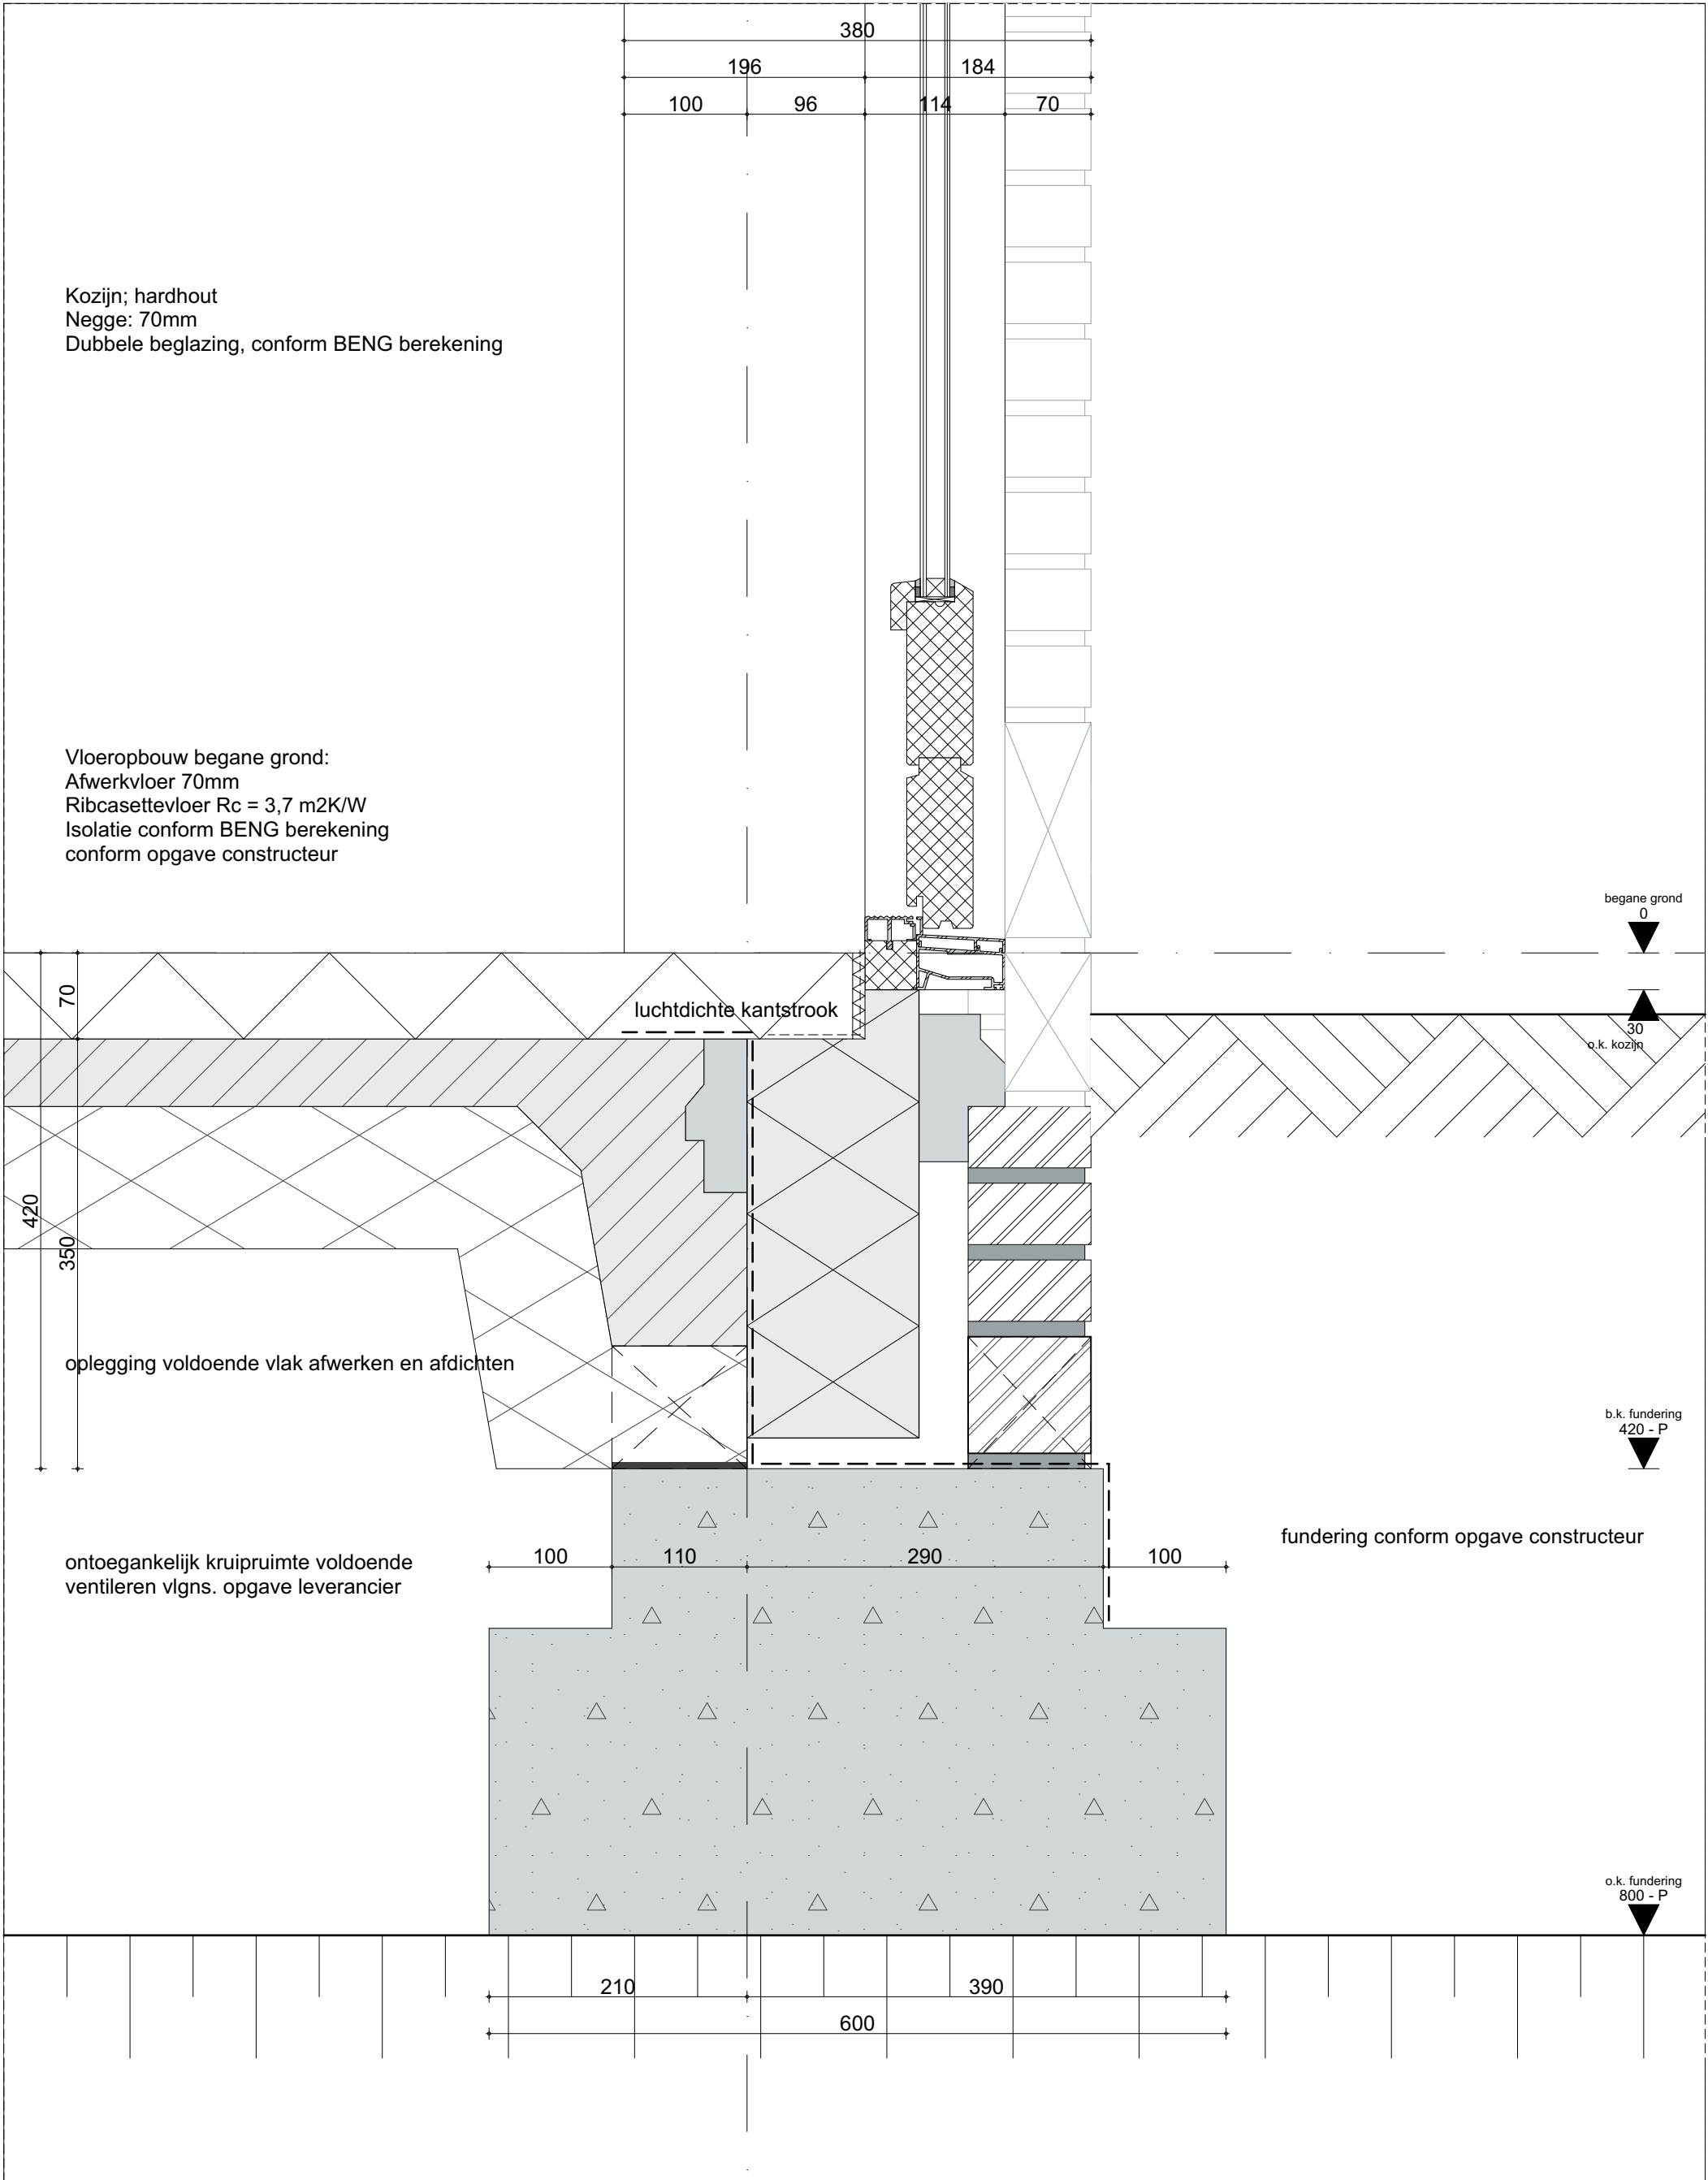 380
196
184
100
96
114
70
Kozijn; hardhout
Negge: 70mm
Dubbele beglazing, conform BENG berekening
Vloeropbouw begane grond:
Afwerkvloer 70mm
Ribcasettevloer Rc = 3,7 m2K/W
Isolatie conform BENG berekening
conform opgave constructeur
begane grond
0
70
luchtdichte kantstrook
30
o.k. kozijn
420
350
oplegging voldoende vlak afwerken en afdichten
b.k. fundering
420 - P
fundering conform opgave constructeur
100
110
290
100
ontoegankelijk kruipruimte voldoende
ventileren vlgns. opgave leverancier
o.k. fundering
800 - P
210
390
600